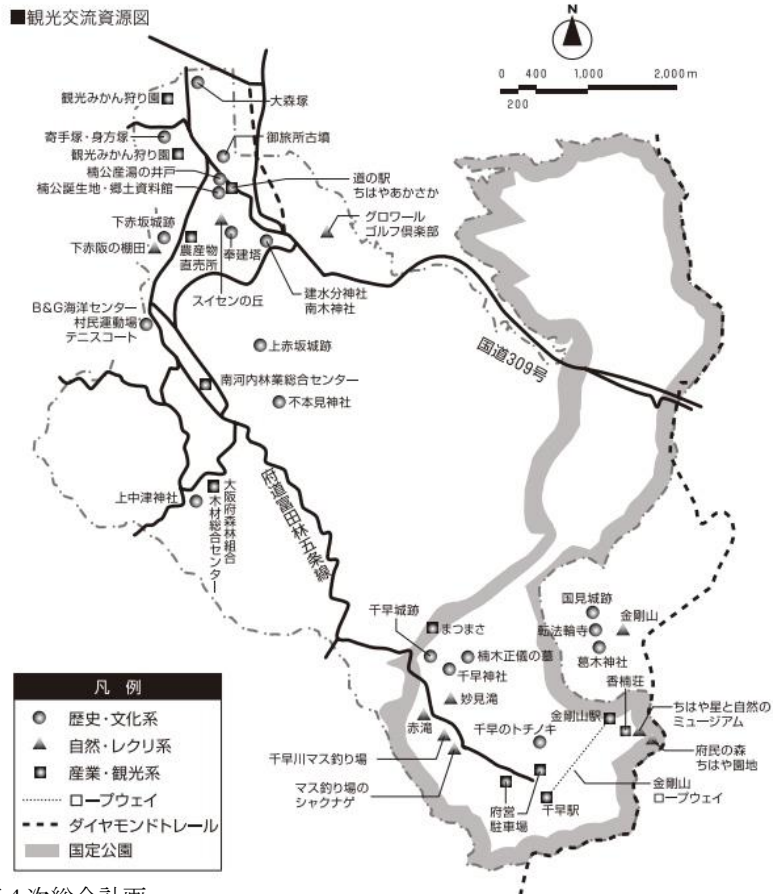 ■観光交流資源図
N
0 400 1,000 2,000m
200
観光みかん狩り園
大森塚
寄手塚・身方塚
御旅所古墳
観光みかん狩り園
楠公産湯の井戸
道の駅
ちはやあかさか
楠公誕生地・郷土資料館
下赤坂城跡
グロワール
ゴルフ倶楽部
下赤阪の棚田
農産物
直売所
奉建塔
スイセンの丘
建水分神社
南木神社
B&G海洋センター
村民運動場
テニスコート
上赤坂城跡
国道309号
南河内林業総合センター
不本見神社
府道富田林五条線
上中津神社
大阪府森林組合
木材総合センター
国見城跡
金剛山
千早城跡
まつまさ
転法輪寺
楠木正儀の墓
葛木神社
千早神社
香楠荘
妙見滝
金剛山駅
ちはや星と自然の
ミュージアム
赤滝
千早のトチノキ
府民の森
ちはや園地
千早川マス釣り場
マス釣り場の
シャクナゲ
府営
駐車場
千早駅
金剛山
ロープウェイ
凡 例
歴史・文化系
自然・レクリ系
産業・観光系
ロープウェイ
ダイヤモンドトレール
国定公園
4次総合計画